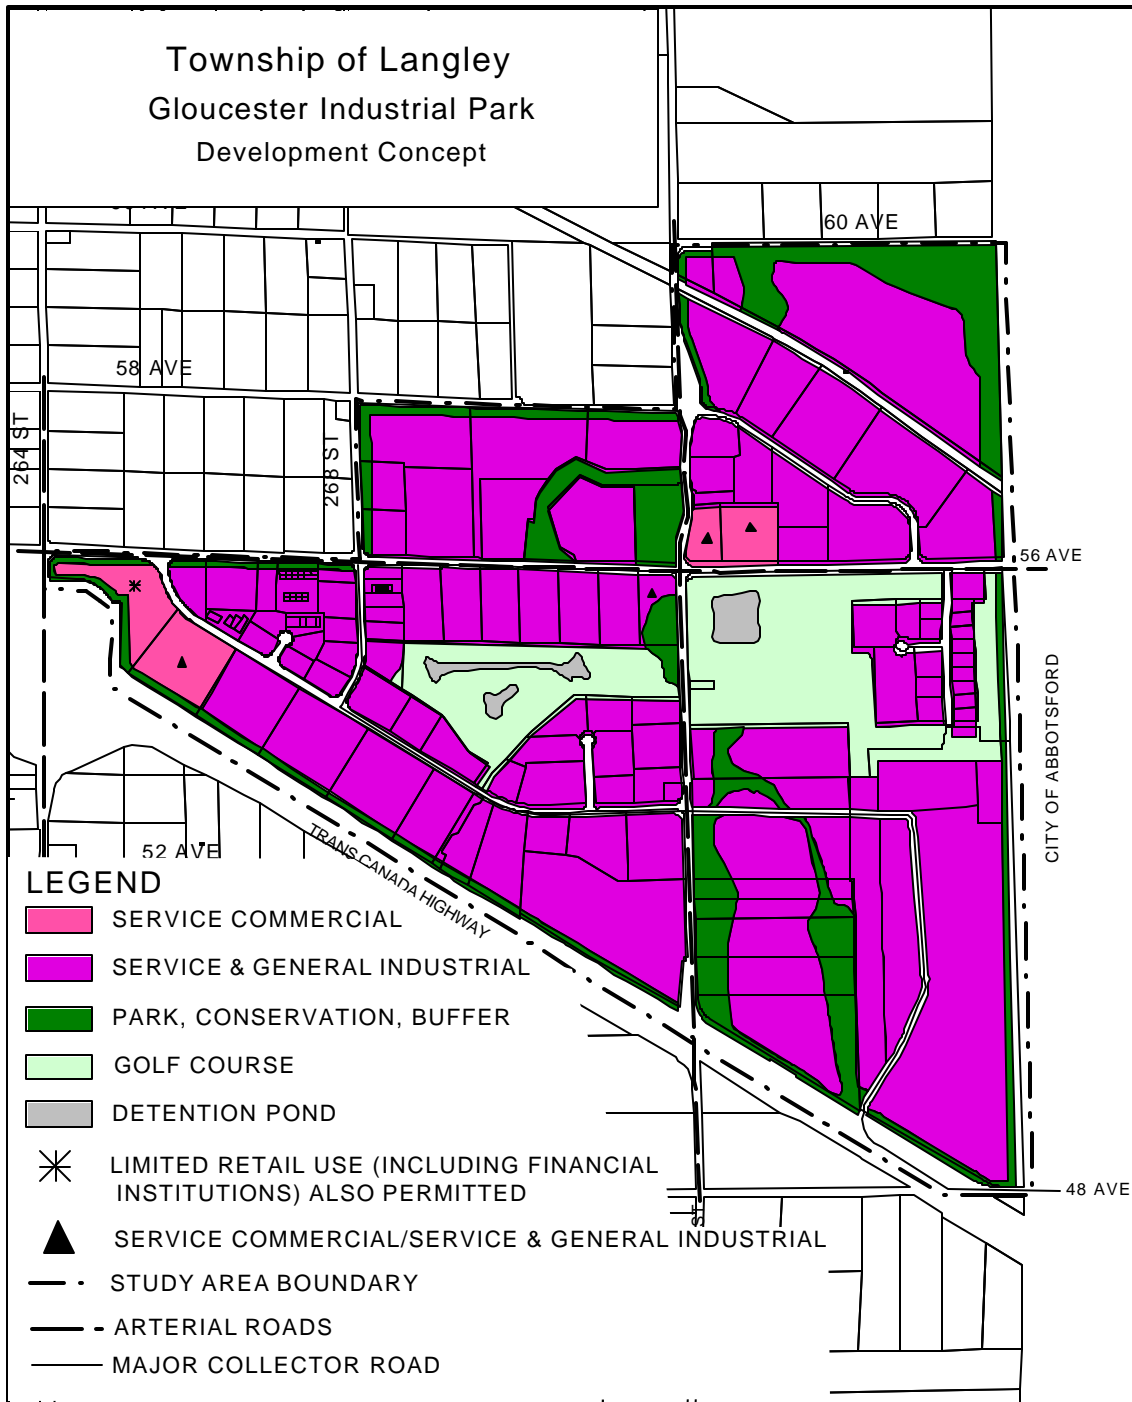 Township of Langley
Gloucester Industrial Park
Development Concept
60 AVE
58 AVE
264 ST
268 ST
56 AVE
CITY OF ABBOTSFORD
52 AVE
TRANS CANADA HIGHWAY
LEGEND
SERVICE COMMERCIAL
SERVICE & GENERAL INDUSTRIAL
PARK, CONSERVATION, BUFFER
GOLF COURSE
DETENTION POND
LIMITED RETAIL USE (INCLUDING FINANCIAL
INSTITUTIONS) ALSO PERMITTED
48 AVE
ST
SERVICE COMMERCIAL/SERVICE & GENERAL INDUSTRIAL
STUDY AREA BOUNDARY
ARTERIAL ROADS
MAJOR COLLECTOR ROAD